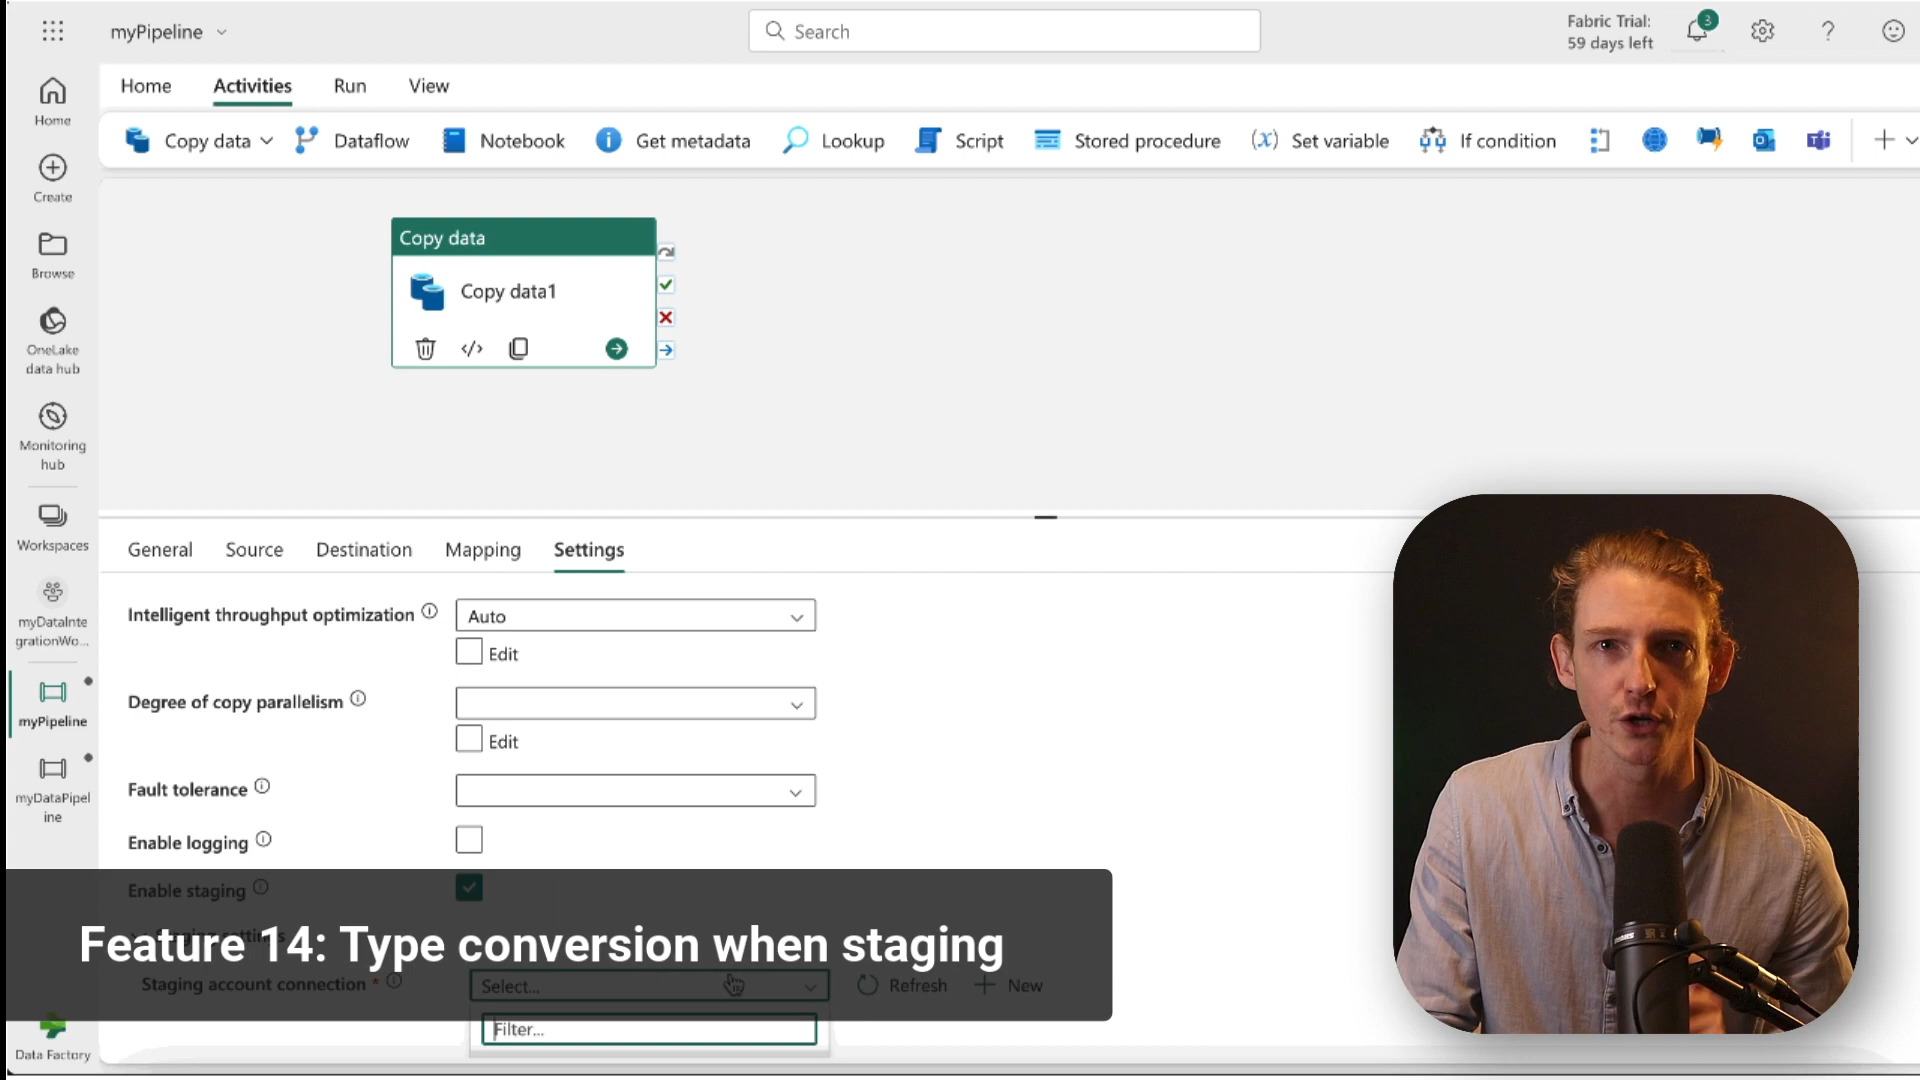 myPipeline
Search
Fabric Trial:
59 days left
3
Home
Activities
Run
View
Copy data
Dataflow
Notebook
Get metadata
Lookup
Script
Stored procedure
(x) Set variable
If condition
Home
Create
Browse
OneLake
data hub
Monitoring
hub
Workspaces
myDataInte
grationWo...
myPipeline
myDataPipel
ine
Data Factory
Copy data
Copy data1
General
Source
Destination
Mapping
Settings
Intelligent throughput optimization
Auto
Edit
Degree of copy parallelism
Edit
Fault tolerance
Enable logging
Enable staging
Feature 14: Type conversion when staging
Staging account connection *
Select...
Refresh
New
Filter...